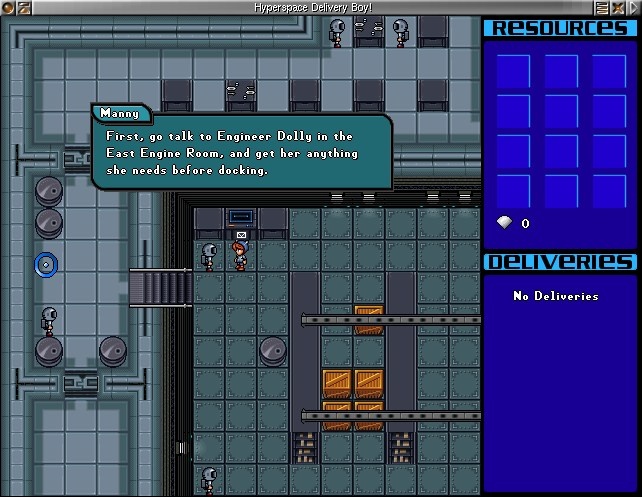 Hyperspace Delivery Boy!
RESOURCES
Manny
First, go talk to Engineer Dolly in the
East Engine Room, and get her anything
she needs before docking.
0
DELIVERIES
No Deliveries